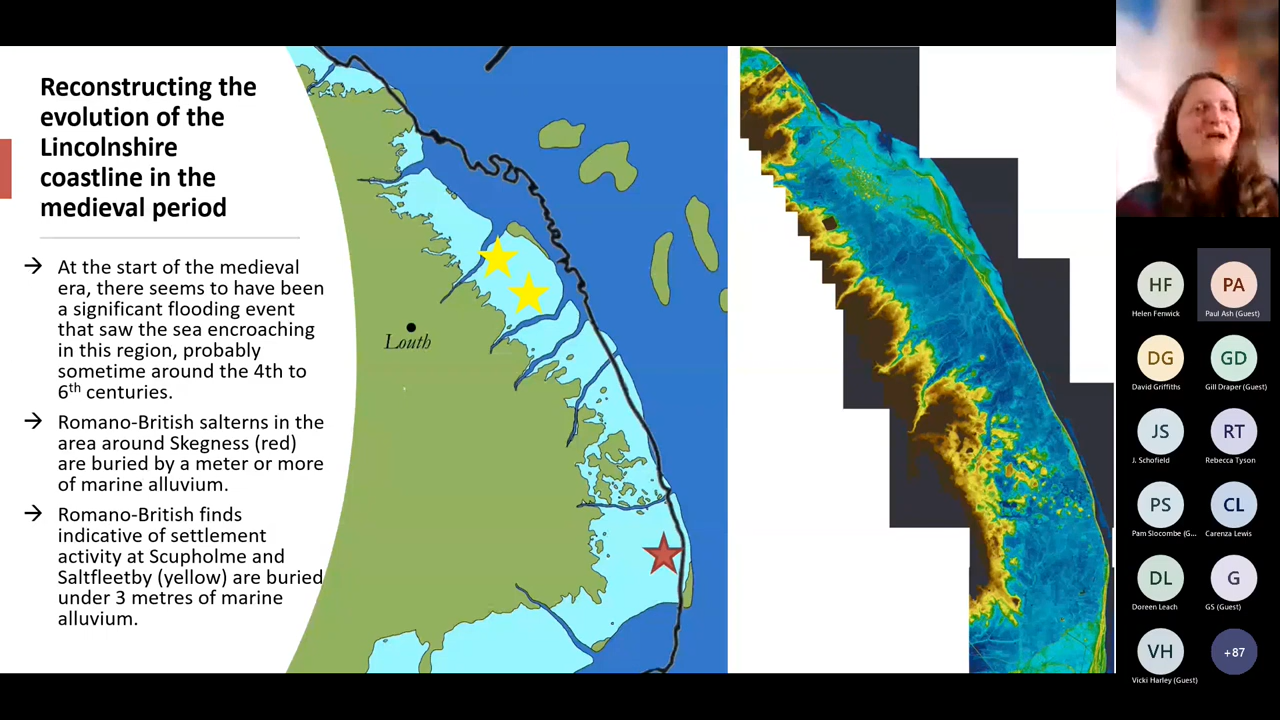 Reconstructing the
evolution of the
Lincolnshire
coastline in the
medieval period
→ At the start of the medieval
era, there seems to have been
a significant flooding event
that saw the sea encroaching
in this region, probably
sometime around the 4th to
6th centuries.
→ Romano-British salterns in the
area around Skegness (red)
are buried by a meter or more
of marine alluvium.
→ Romano-British finds
indicative of settlement
activity at Scupholme and
Saltfleetby (yellow) are buried
under 3 metres of marine
alluvium.
Louth
HF
Helen Fenwick
PA
Paul Ash (Guest)
DG
David Griffiths
GD
Gill Draper (Guest)
JS
J. Schofield
RT
Rebecca Tyson
PS
Pam Slocombe (G...
CL
Carenza Lewis
DL
Doreen Leach
G
GS (Guest)
VH
Vicki Harley (Guest)
+87